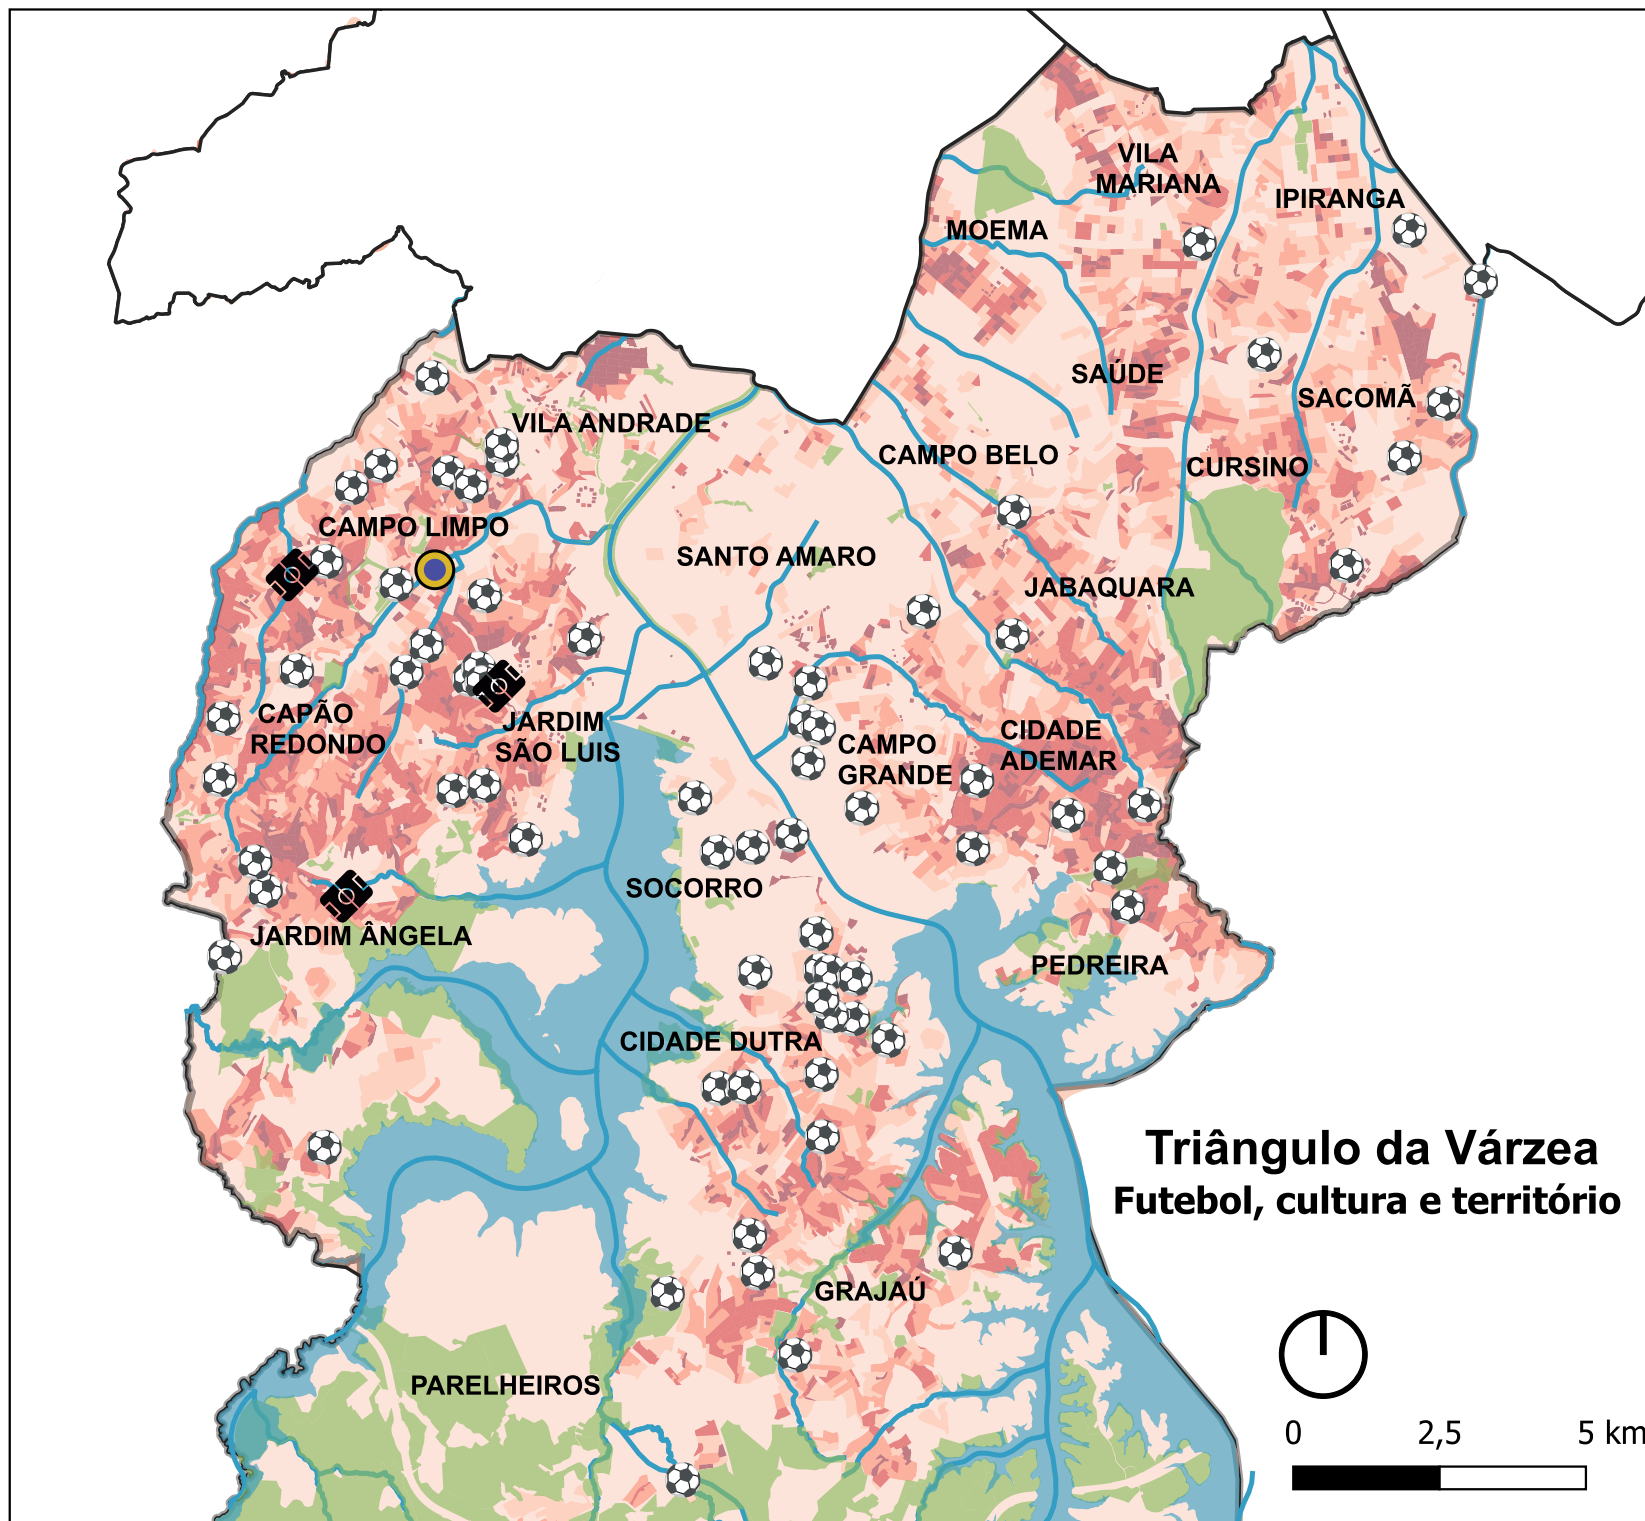 VILA
MARIANA
IPIRANGA
MOEMA
SAÚDE
SACOMÃ
VILA ANDRADE
CAMPO BELO
CURSINO
CAMPO LIMPO
SANTO AMARO
JABAQUARA
CAPÃO
REDONDO
JARDIM
SÃO LUIS
CAMPO
GRANDE
CIDADE
ADEMAR
SOCORRO
JARDIM ÂNGELA
PEDREIRA
CIDADE DUTRA
Triângulo da Várzea
Futebol, cultura e território
GRAJAÚ
PARELHEIROS
0 2,5 5 km